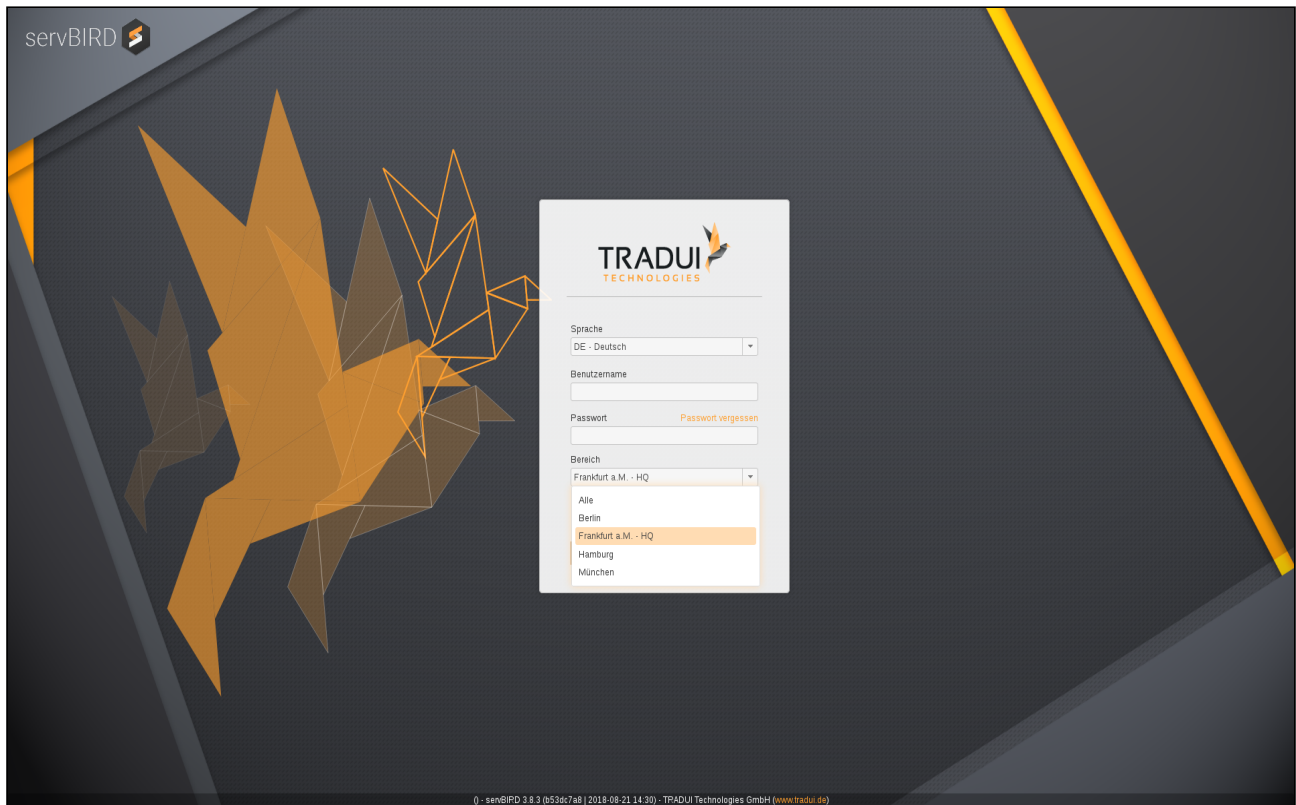 servBIRD
TRADUI
TECHNOLOGIES
Sprache
DE - Deutsch
Benutzername
Passwort Passwort vergessen
Bereich
Frankfurt a.M. - HQ
Alle
Berlin
Frankfurt a.M. - HQ
Hamburg
München
() - servBIRD 3.8.3 (b53dc7a8 | 2018-08-21 14:30) - TRADUI Technologies GmbH (www.tradui.de)